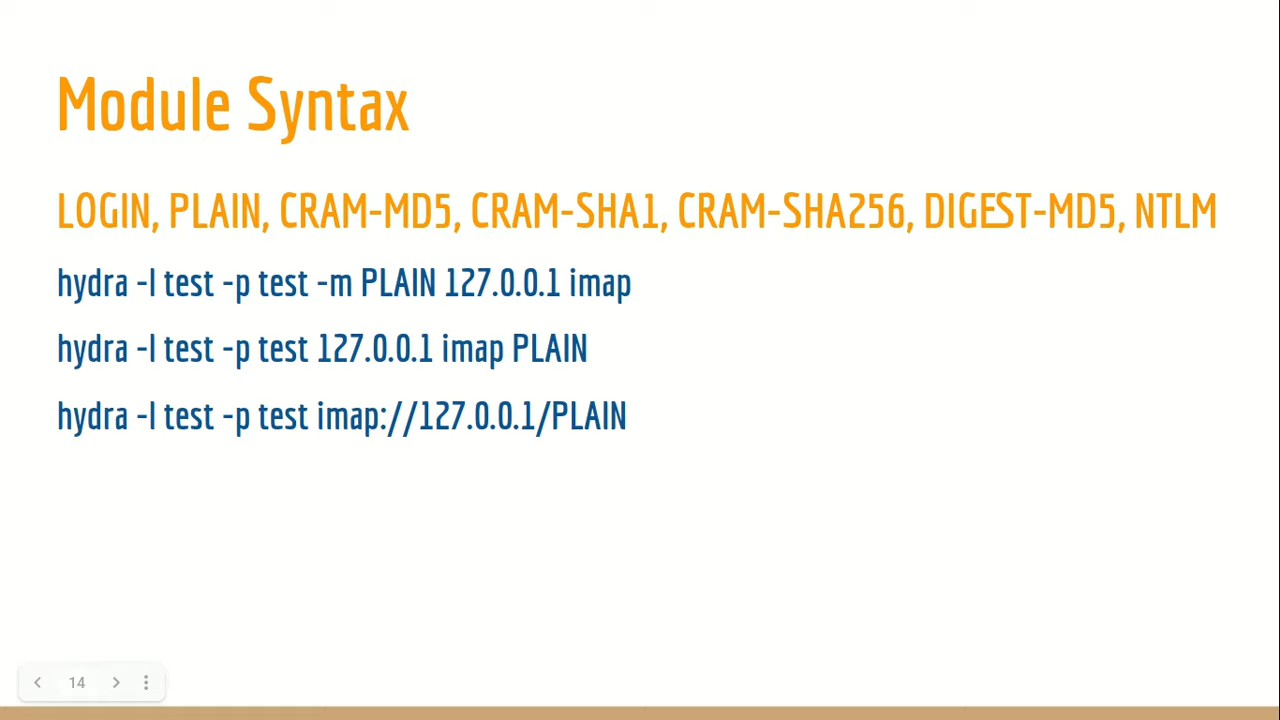 Module Syntax
LOGIN, PLAIN, CRAM-MD5, CRAM-SHA1, CRAM-SHA256, DIGEST-MD5, NTLM
hydra -l test -p test -m PLAIN 127.0.0.1 imap
hydra -l test -p test 127.0.0.1 imap PLAIN
hydra -l test -p test imap://127.0.0.1/PLAIN
14